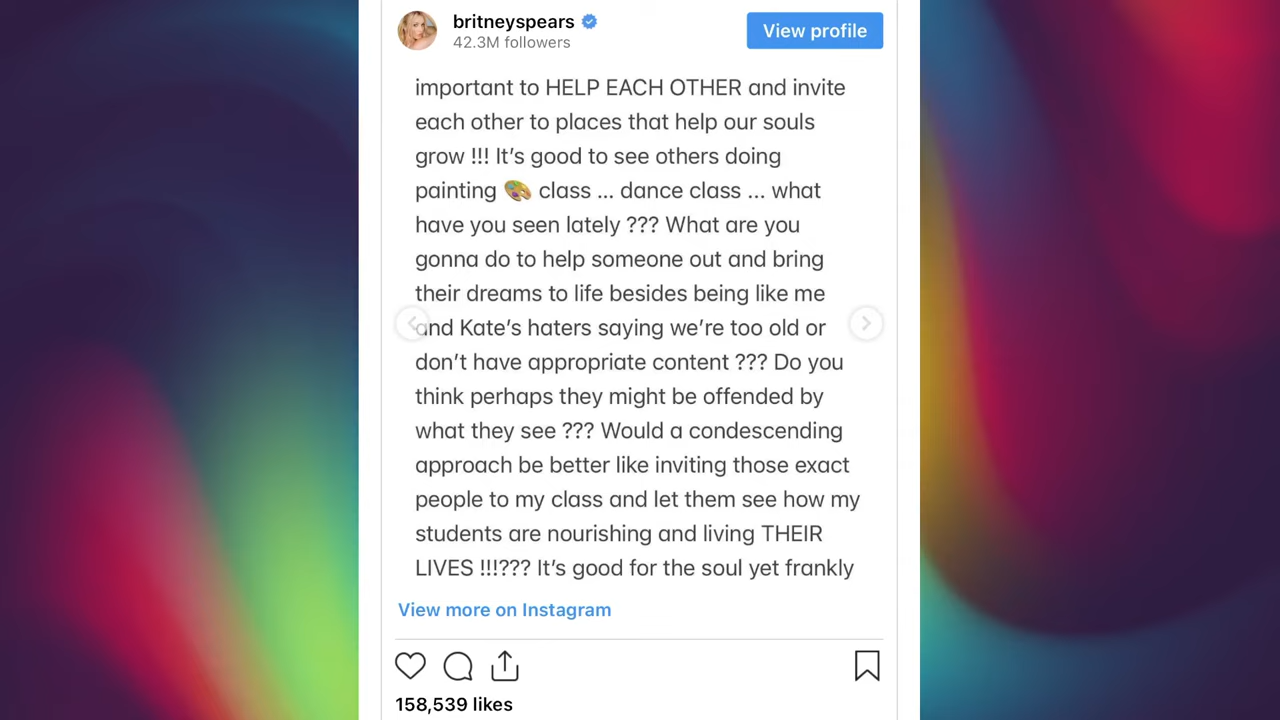 britneyspears
42.3M followers
View profile
important to HELP EACH OTHER and invite
each other to places that help our souls
grow !!! It’s good to see others doing
painting 🎨 class ... dance class ... what
have you seen lately ??? What are you
gonna do to help someone out and bring
their dreams to life besides being like me
and Kate’s haters saying we’re too old or
don’t have appropriate content ??? Do you
think perhaps they might be offended by
what they see ??? Would a condescending
approach be better like inviting those exact
people to my class and let them see how my
students are nourishing and living THEIR
LIVES !!!??? It’s good for the soul yet frankly
View more on Instagram
158,539 likes